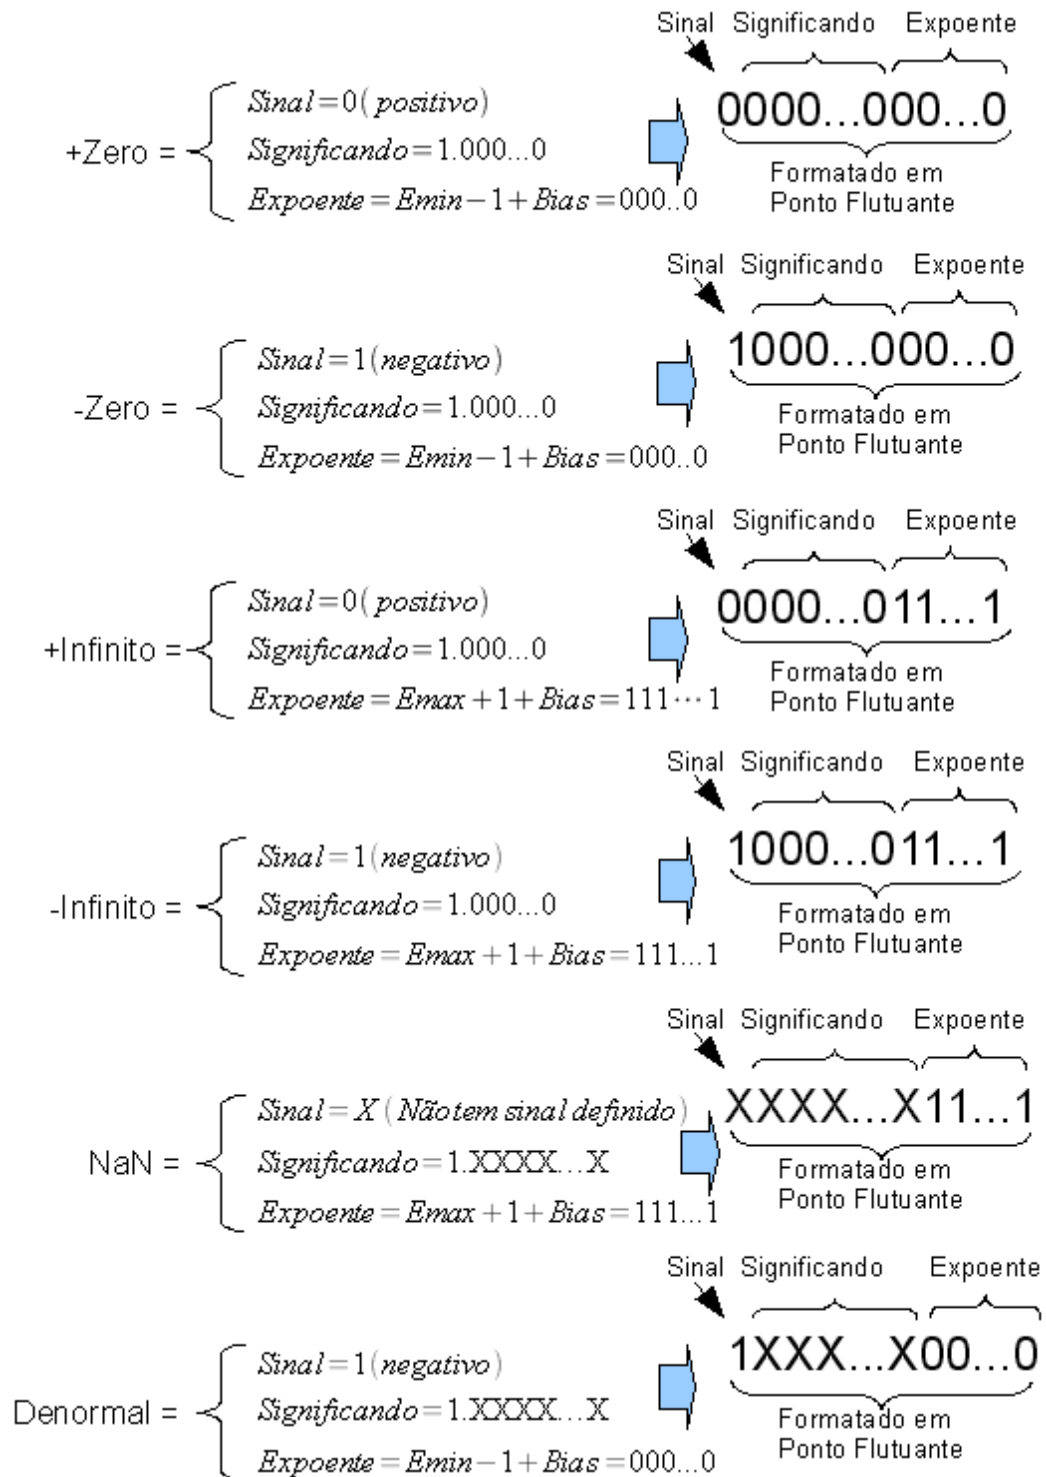 Sinal Significando Expoente
+Zero =
Sinal=0(positivo)
Significando=1.000...0
Expoente=Emin−1+Bias=000..0
0000...000...0
Formatado em
Ponto Flutuante
Sinal Significando Expoente
-Zero =
Sinal=1(negativo)
Significando=1.000...0
Expoente=Emin−1+Bias=000..0
1000...000...0
Formatado em
Ponto Flutuante
Sinal Significando Expoente
+Infinito =
Sinal=0(positivo)
Significando=1.000...0
Expoente=Emax+1+Bias=111⋯1
0000...011...1
Formatado em
Ponto Flutuante
Sinal Significando Expoente
-Infinito =
Sinal=1(negativo)
Significando=1.000...0
Expoente=Emax+1+Bias=111...1
1000...011...1
Formatado em
Ponto Flutuante
Sinal Significando Expoente
NaN =
Sinal=X(Nãotem sinal definido)
Significando=1.XXXX...X
Expoente=Emax+1+Bias=111...1
XXXX...X11...1
Formatado em
Ponto Flutuante
Sinal Significando Expoente
Denormal =
Sinal=1(negativo)
Significando=1.XXXX...X
Expoente=Emin−1+Bias=000...0
1XXX...X00...0
Formatado em
Ponto Flutuante